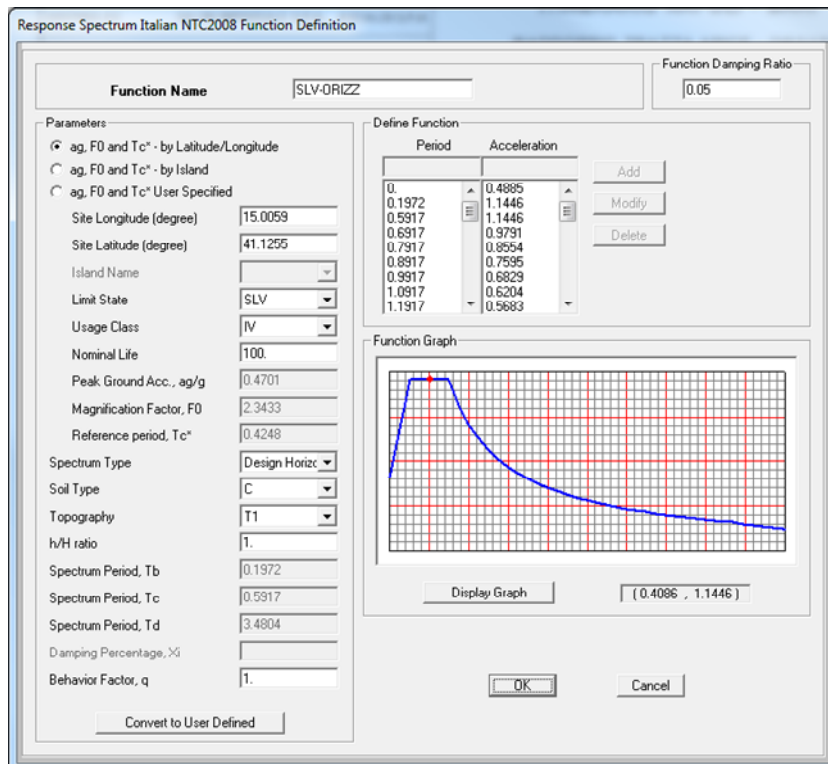 Response Spectrum Italian NTC2008 Function Definition
Function Name
SLV-ORIZZ
Function Damping Ratio
0.05
Parameters
ag, F0 and Tc* - by Latitude/Longitude
ag, F0 and Tc* - by Island
ag, F0 and Tc* User Specified
Site Longitude (degree) 15.0059
Site Latitude (degree) 41.1255
Island Name
Limit State SLV
Usage Class IV
Nominal Life 100.
Peak Ground Acc., ag/g 0.4701
Magnification Factor, F0 2.3433
Reference period, Tc* 0.4248
Spectrum Type Design Horizc
Soil Type C
Topography T1
h/H ratio 1.
Spectrum Period, Tb 0.1972
Spectrum Period, Tc 0.5917
Spectrum Period, Td 3.4804
Damping Percentage, Xi
Behavior Factor, q 1.
Convert to User Defined
Define Function
Period Acceleration
0. 0.4885
0.1972 1.1446
0.5917 1.1446
0.6917 0.9791
0.7917 0.8554
0.8917 0.7595
0.9917 0.6829
1.0917 0.6204
1.1917 0.5683
Add
Modify
Delete
Function Graph
Display Graph
(0.4086 , 1.1446 )
OK
Cancel